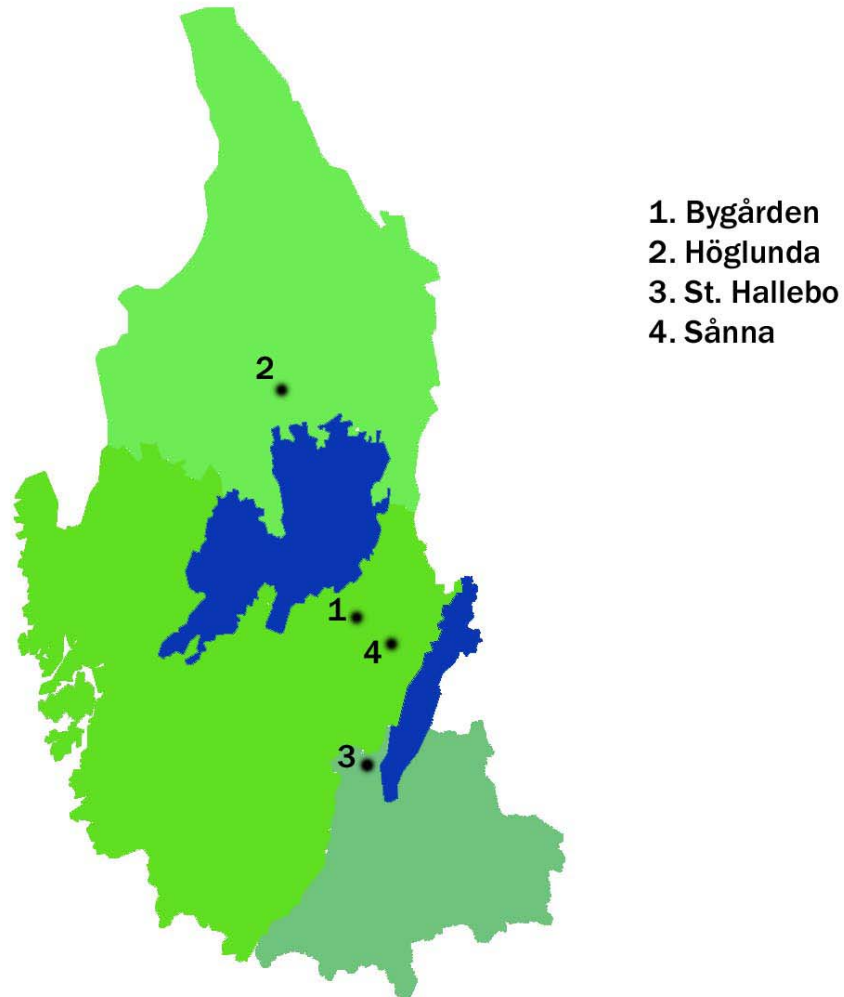 1. Bygården
2. Höglunda
3. St. Hallebo
4. Sånna
2
1
4
3